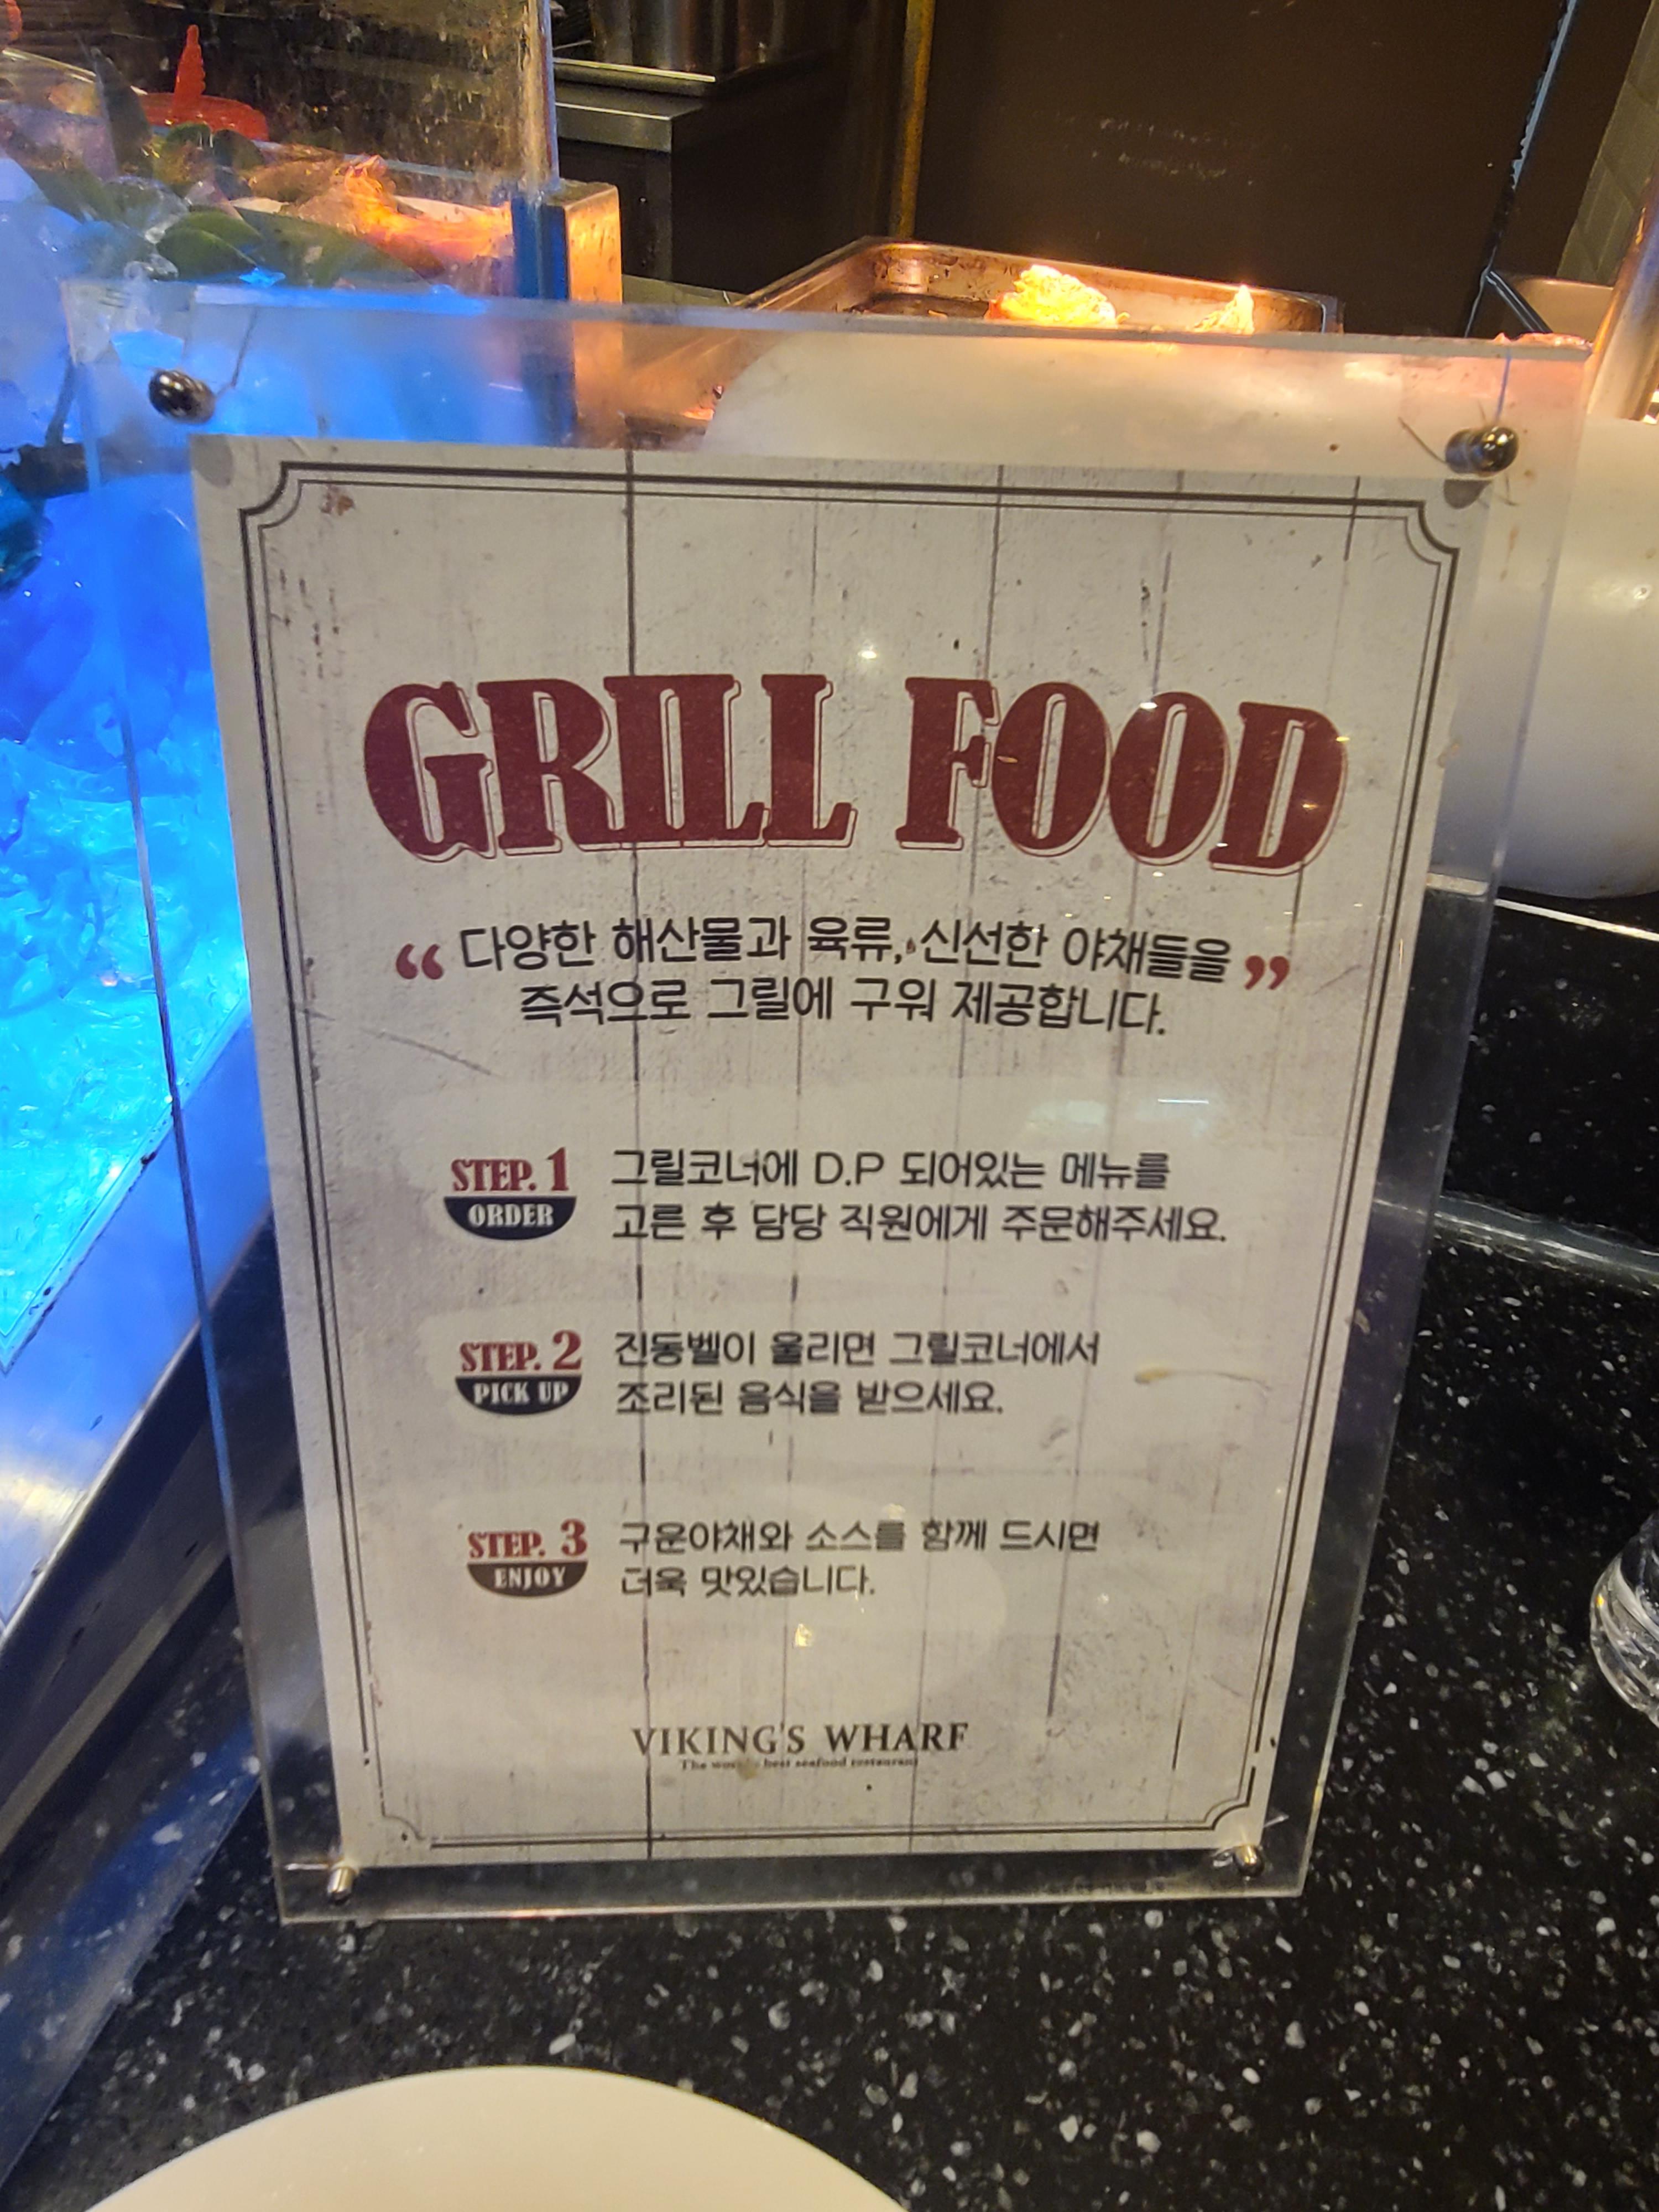 GRILL FOOD
“ 다양한 해산물과 육류, 신선한 야채들을 ”
즉석으로 그릴에 구워 제공합니다.
STEP. 1
ORDER
그릴코너에 D.P 되어있는 메뉴를
고른 후 담당 직원에게 주문해주세요.
STEP. 2
PICK UP
진동벨이 울리면 그릴코너에서
조리된 음식을 받으세요.
STEP. 3
ENJOY
구운야채와 소스를 함께 드시면
더욱 맛있습니다.
VIKING'S WHARF
The best seafood restaurant